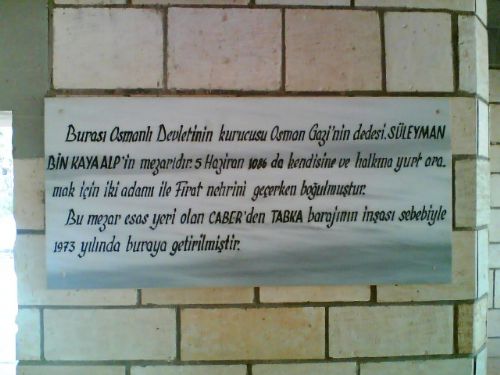 Burası Osmanlı Devletinin kurucusu Osman Gazi'nin dedesi, SÜLEYMAN
BİN KAYAALP'in mezarıdır. 5 Haziran 1086 da kendisine ve halkına yurt ara-
mak için iki adamı ile Fırat nehrini geçerken boğulmuştur.
Bu mezar esas yeri olan CABER'den TABKA barajının inşası sebebiyle
1973 yılında buraya getirilmiştir.